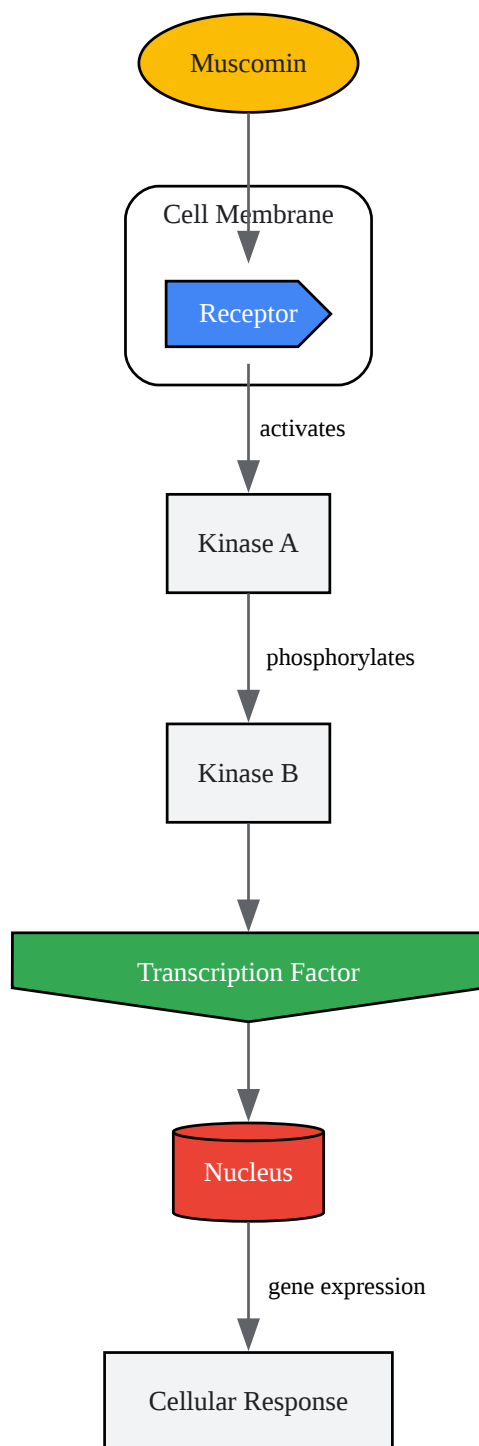 Muscomin
Cell Membrane
Receptor
activates
Kinase A
phosphorylates
Kinase B
Transcription Factor
Nucleus
gene expression
Cellular Response